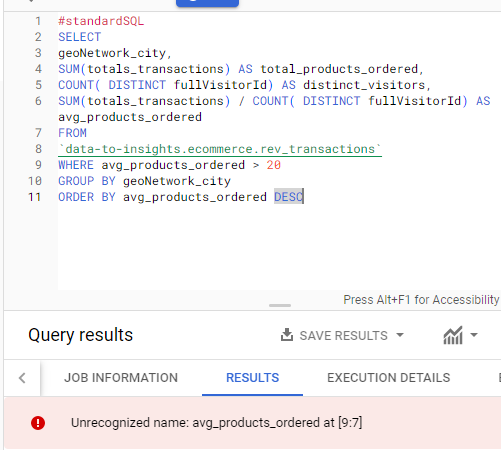 1 #standardSQL
2 SELECT
3 geoNetwork_city,
4 SUM(totals_transactions) AS total_products_ordered,
5 COUNT( DISTINCT fullVisitorId) AS distinct_visitors,
6 SUM(totals_transactions) / COUNT( DISTINCT fullVisitorId) AS
avg_products_ordered
7 FROM
8 `data-to-insights.ecommerce.rev_transactions`
9 WHERE avg_products_ordered > 20
10 GROUP BY geoNetwork_city
11 ORDER BY avg_products_ordered DESC
Press Alt+F1 for Accessibility
Query results
SAVE RESULTS
JOB INFORMATION RESULTS EXECUTION DETAILS
Unrecognized name: avg_products_ordered at [9:7]